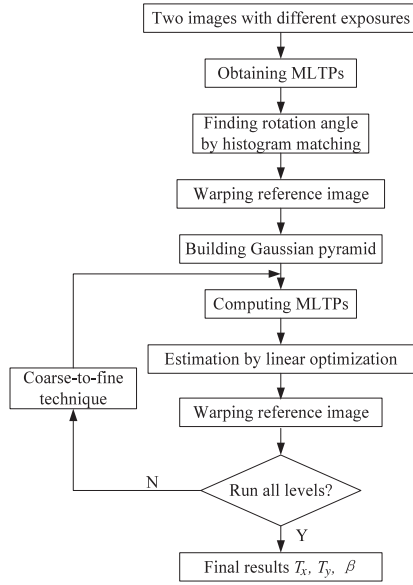 Two images with different exposures
Obtaining MLTPs
Finding rotation angle
by histogram matching
Warping reference image
Building Gaussian pyramid
Computing MLTPs
Estimation by linear optimization
Coarse-to-fine
technique
Warping reference image
N
Run all levels?
Y
Final results Tx, Ty, β